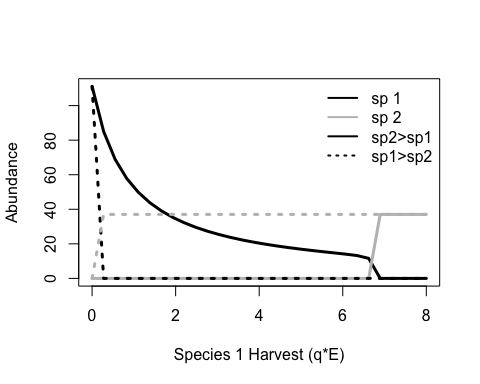 sp 1
sp 2
sp2>sp1
sp1>sp2
Abundance
80
60
40
20
0
0 2 4 6 8
Species 1 Harvest (q*E)